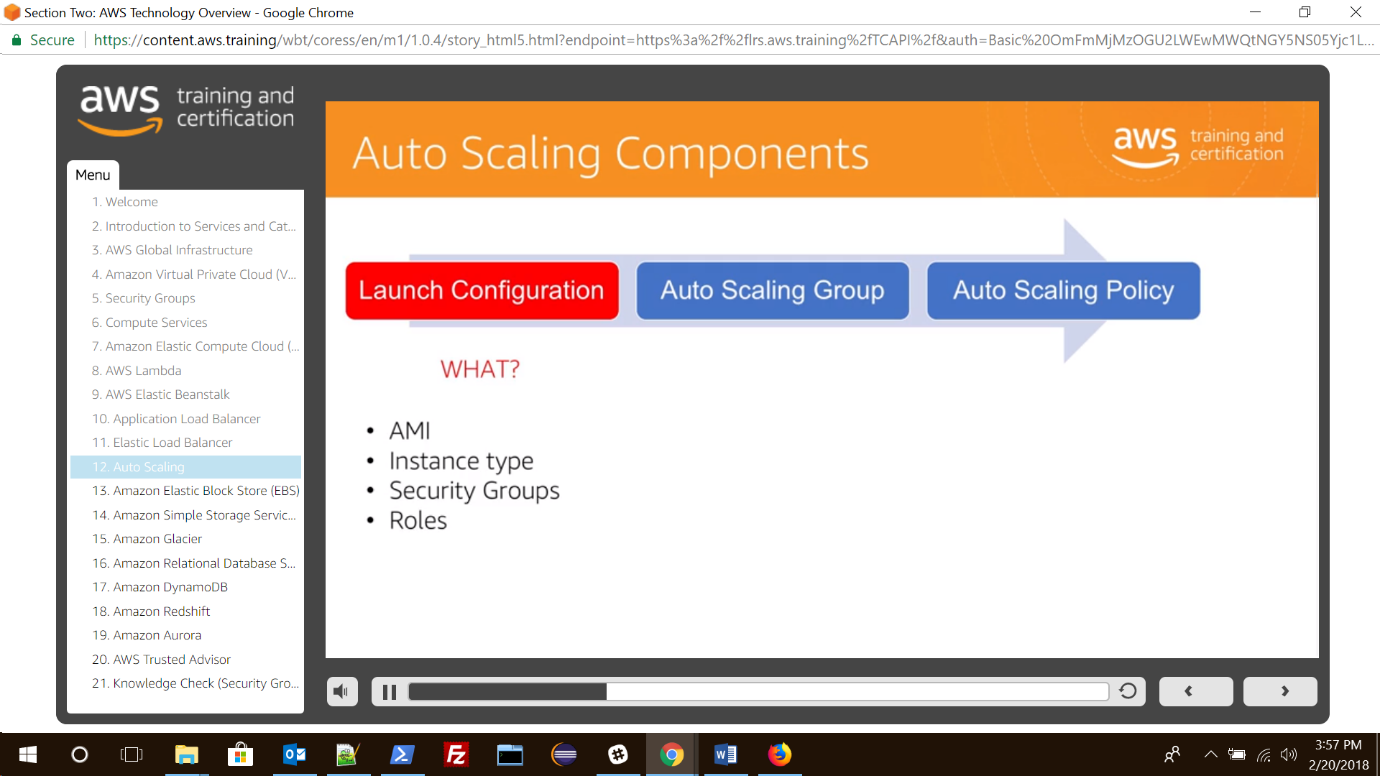 Section Two: AWS Technology Overview - Google Chrome
Secure https://content.aws.training/wbt/coress/en/m1/1.0.4/story_html5.html?endpoint=https%3a%2f%2flrs.aws.training%2fTCAPI%2f&auth=Basic%20OmFmMjMzOGU2LWEwMWQtNGY5NS05Yjc1L...
aws training and
certification
Menu
1. Welcome
2. Introduction to Services and Cat...
3. AWS Global Infrastructure
4. Amazon Virtual Private Cloud (V...
5. Security Groups
6. Compute Services
7. Amazon Elastic Compute Cloud (...
8. AWS Lambda
9. AWS Elastic Beanstalk
10. Application Load Balancer
11. Elastic Load Balancer
12. Auto Scaling
13. Amazon Elastic Block Store (EBS)
14. Amazon Simple Storage Servic...
15. Amazon Glacier
16. Amazon Relational Database S...
17. Amazon DynamoDB
18. Amazon Redshift
19. Amazon Aurora
20. AWS Trusted Advisor
21. Knowledge Check (Security Gro...
Auto Scaling Components
aws training and
certification
Launch Configuration
Auto Scaling Group
Auto Scaling Policy
WHAT?
• AMI
• Instance type
• Security Groups
• Roles
3:57 PM
2/20/2018